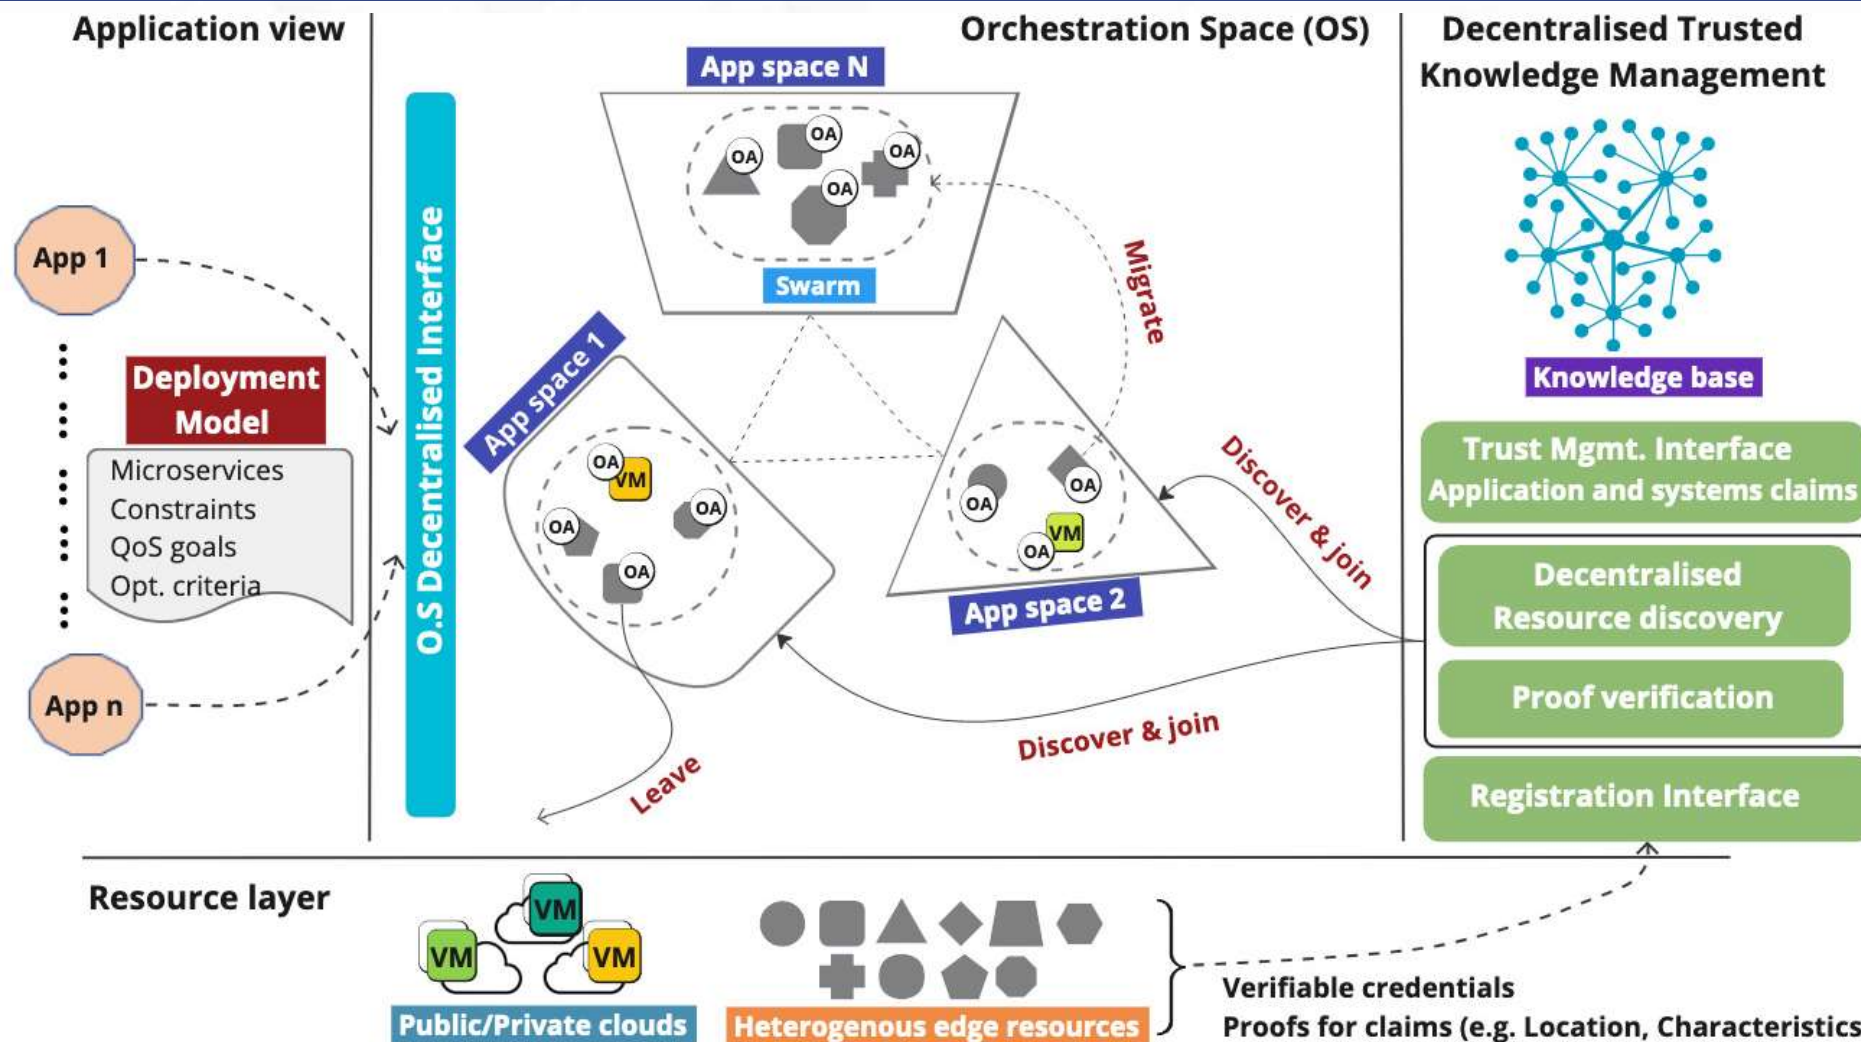 Application view
Orchestration Space (OS)
Decentralised Trusted
Knowledge Management
App 1
Deployment
Model
Microservices
Constraints
QoS goals
Opt. criteria
App n
O.S Decentralised Interface
App space N
OA
OA
OA
OA
Swarm
Migrate
App space 1
OA
VM
OA
OA
OA
Leave
OA
OA
VM
OA
App space 2
Discover & join
Discover & join
Knowledge base
Trust Mgmt. Interface
Application and systems claims
Decentralised
Resource discovery
Proof verification
Registration Interface
Resource layer
VM
VM
VM
Public/Private clouds
Heterogenous edge resources
Verifiable credentials
Proofs for claims (e.g. Location, Characteristics